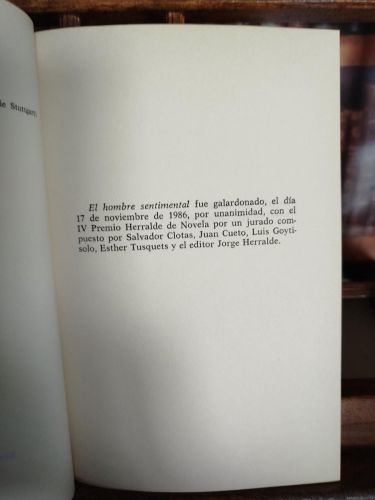 de Stuttgart)
El hombre sentimental fue galardonado, el día
17 de noviembre de 1986, por unanimidad, con el
IV Premio Herralde de Novela por un jurado com-
puesto por Salvador Clotas, Juan Cueto, Luis Goyti-
solo, Esther Tusquets y el editor Jorge Herralde.